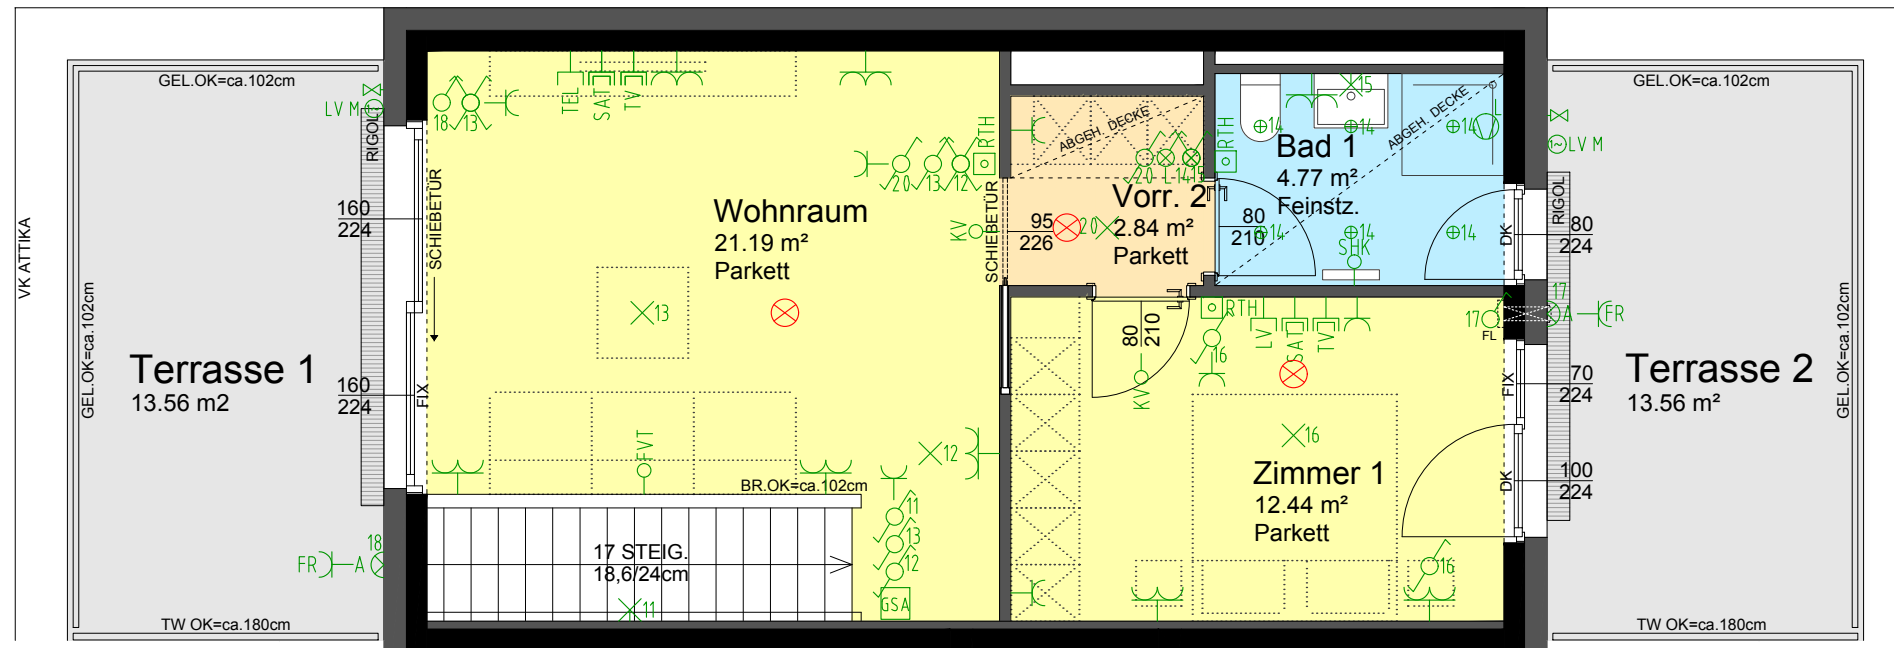 GEL.OK=ca.102cm
GEL.OK=ca.102cm
LV M
RIGOL
18
13
TEL
SAT
TV
RTH
20
13
12
ABGEH. DECKE
20
L14
15
RTH
15
14
14
14
Bad 1
4.77 m²
Feinstz.
ABGEH. DECKE
LV M
RIGOL
VK ATTIKA
GEL.OK=ca.102cm
160
224
SCHIEBETÜR
Wohnraum
21.19 m²
Parkett
KV
SCHIEBETÜR
95
226
20
Vorr. 2
2.84 m²
Parkett
80
210
14
14
14
SHK
DK
80
224
13
80
210
RTH
16
LV
SAT
TV
17
FL
17
A
FR
Terrasse 1
13.56 m2
160
224
FIX
KV
FIX
70
224
Terrasse 2
13.56 m²
GEL.OK=ca.102cm
FVT
12
16
Zimmer 1
12.44 m²
Parkett
DK
100
224
BR.OK=ca.102cm
11
13
12
GSA
17 STEIG.
18,6/24cm
11
16
FR
A
18
TW OK=ca.180cm
TW OK=ca.180cm